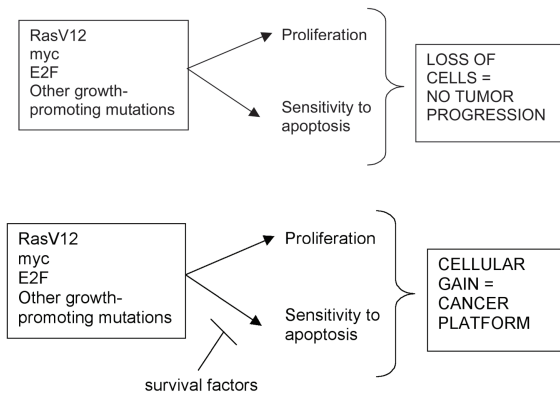 RasV12
myc
E2F
Other growth-
promoting mutations
Proliferation
Sensitivity to
apoptosis
LOSS OF
CELLS =
NO TUMOR
PROGRESSION
RasV12
myc
E2F
Other growth-
promoting mutations
Proliferation
Sensitivity to
apoptosis
survival factors
CELLULAR
GAIN =
CANCER
PLATFORM